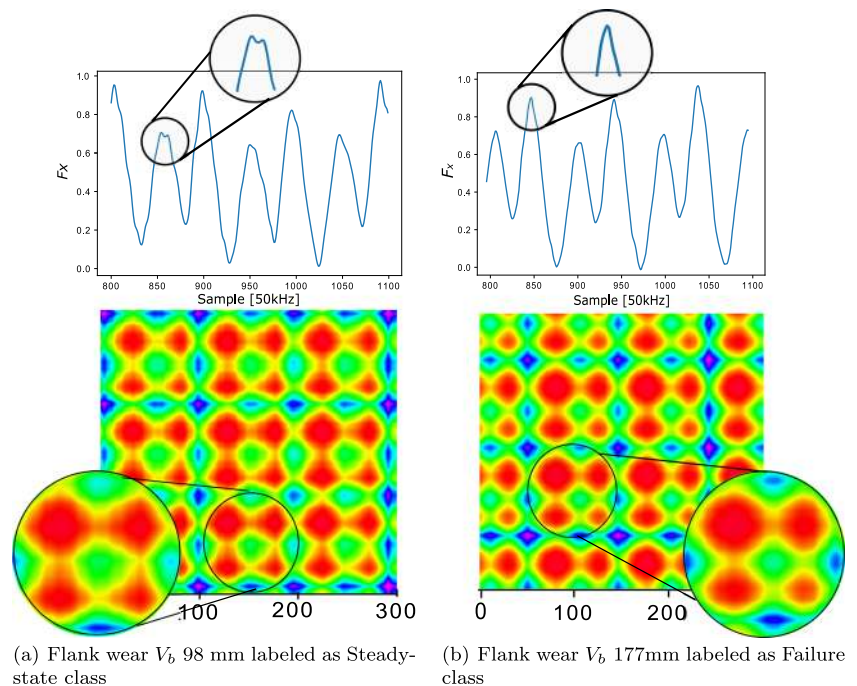 1.0
0.8
0.6
0.4
0.2
0.0
Fx
800 850 900 950 1000 1050 1100
Sample [50kHz]
1.0
0.8
0.6
0.4
0.2
0.0
Fx
800 850 900 950 1000 1050 1100
Sample [50kHz]
100 200 300
0 100 200
(a) Flank wear V_b 98 mm labeled as Steady-
state class
(b) Flank wear V_b 177mm labeled as Failure
class